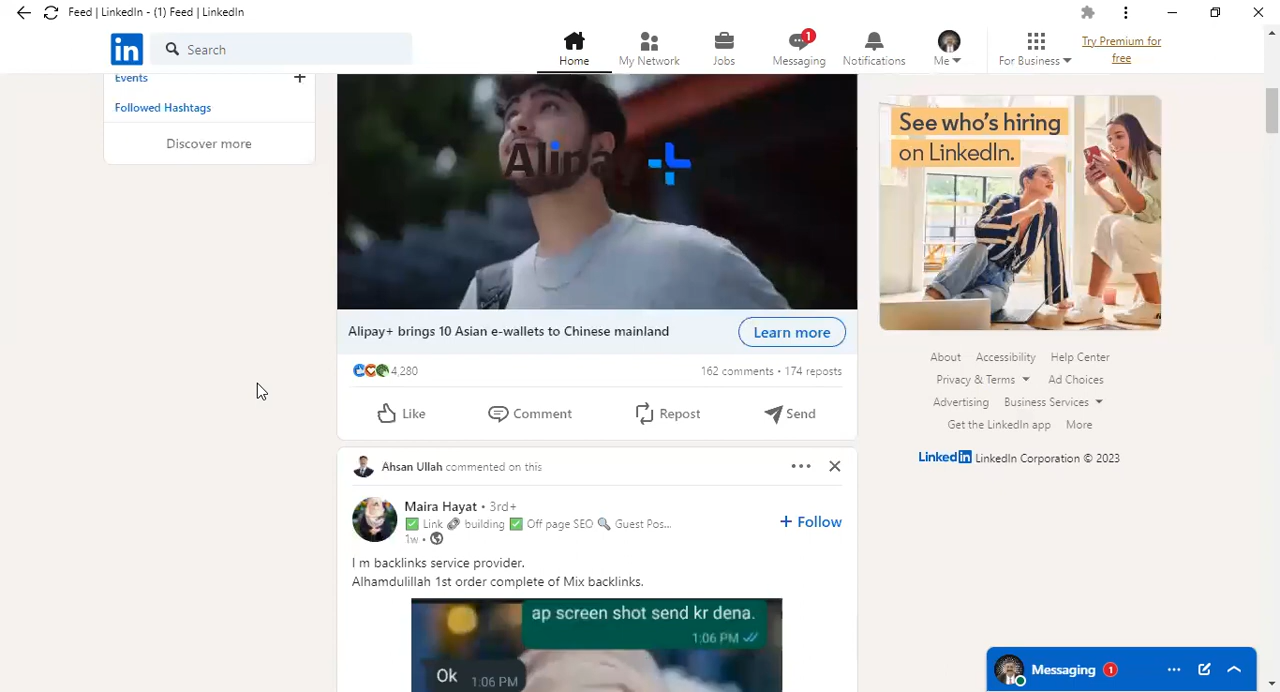 Feed | LinkedIn - (1) Feed | LinkedIn
in
Search
Home
My Network
Jobs
1
Messaging
Notifications
Me
For Business
Try Premium for
free
Events
+
Followed Hashtags
Discover more
Alipay+
Alipay+ brings 10 Asian e-wallets to Chinese mainland
Learn more
4,280
162 comments • 174 reposts
Like
Comment
Repost
Send
Ahsan Ullah commented on this
Maira Hayat • 3rd+
✅ Link 🔗 building ✅ Off page SEO 🔍 Guest Pos...
1w •
+ Follow
I m backlinks service provider.
Alhamdulillah 1st order complete of Mix backlinks.
ap screen shot send kr dena.
1:06 PM
Ok 1:06 PM
See who's hiring
on LinkedIn.
About Accessibility Help Center
Privacy & Terms Ad Choices
Advertising Business Services
Get the LinkedIn app More
LinkedIn LinkedIn Corporation © 2023
Messaging 1